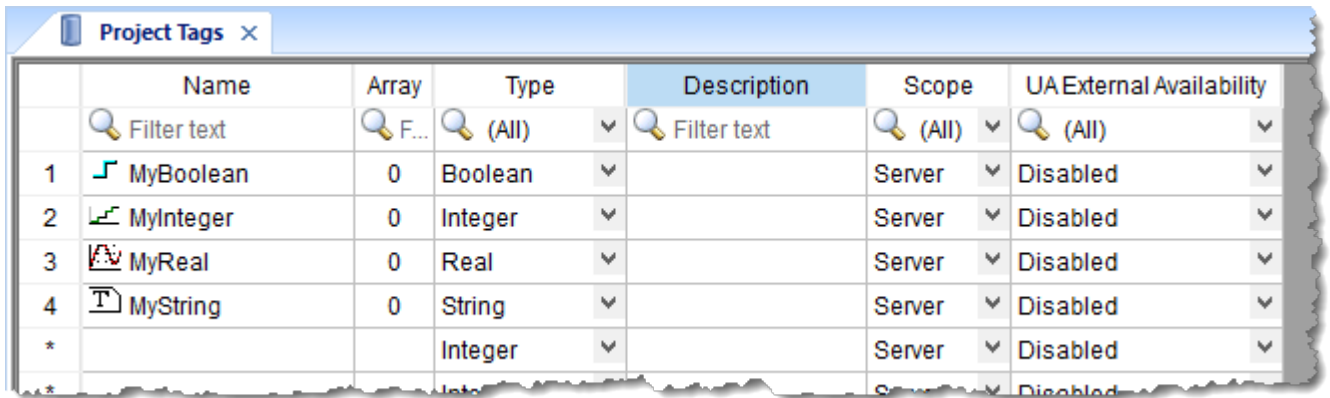 Project Tags
Name Array Type Description Scope UA External Availability
Filter text F... (All) Filter text (All) (All)
1 MyBoolean 0 Boolean Server Disabled
2 MyInteger 0 Integer Server Disabled
3 MyReal 0 Real Server Disabled
4 MyString 0 String Server Disabled
* Integer Server Disabled
*